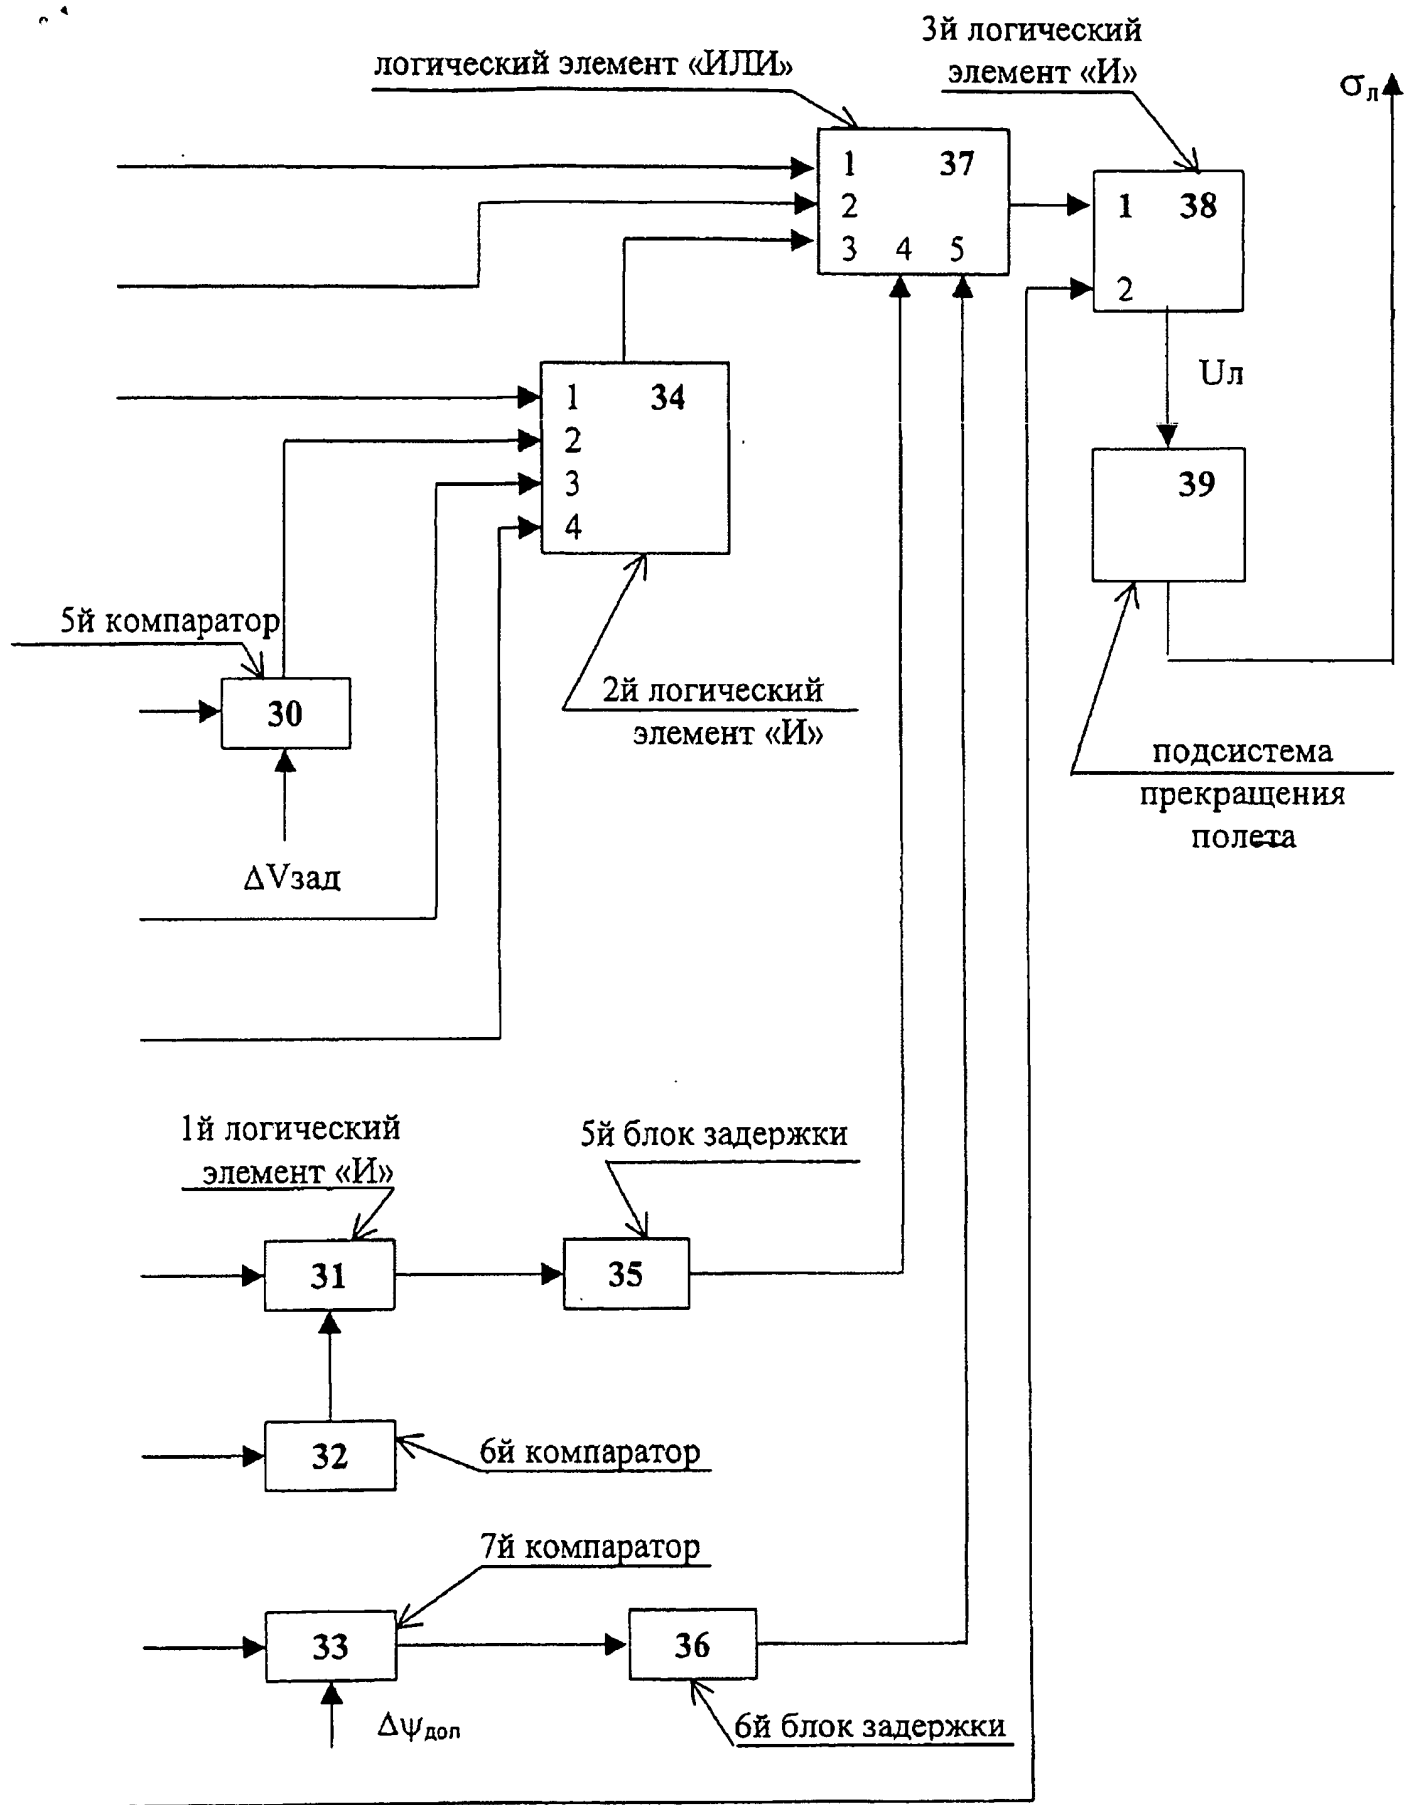 3й логический
элемент «И»
логический элемент «ИЛИ»
σл
1 37
2
3 4 5
1 38
2
Uл
1 34
2
3
4
39
5й компаратор
30
ΔVзад
2й логический
элемент «И»
подсистема
прекращения
полета
1й логический
элемент «И»
5й блок задержки
31
35
32
6й компаратор
7й компаратор
33
36
Δψдоп
6й блок задержки